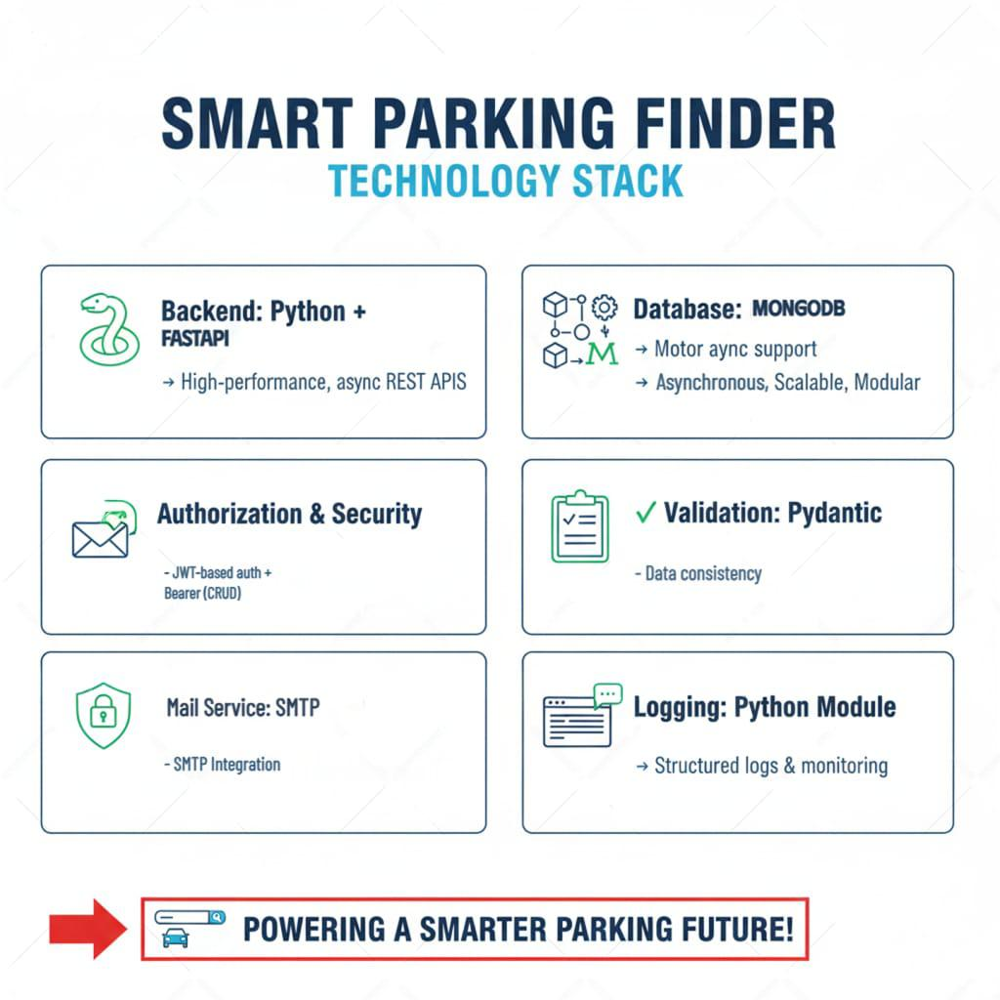 SMART PARKING FINDER
TECHNOLOGY STACK
Backend: Python +
FASTAPI
→ High-performance, async REST APIS
Database: MONGODB
→ Motor aync support
→ Asynchronous, Scalable, Modular
M
Authorization & Security
- JWT-based auth +
Bearer (CRUD)
✓ Validation: Pydantic
- Data consistency
Mail Service: SMTP
- SMTP Integration
Logging: Python Module
→ Structured logs & monitoring
POWERING A SMARTER PARKING FUTURE!